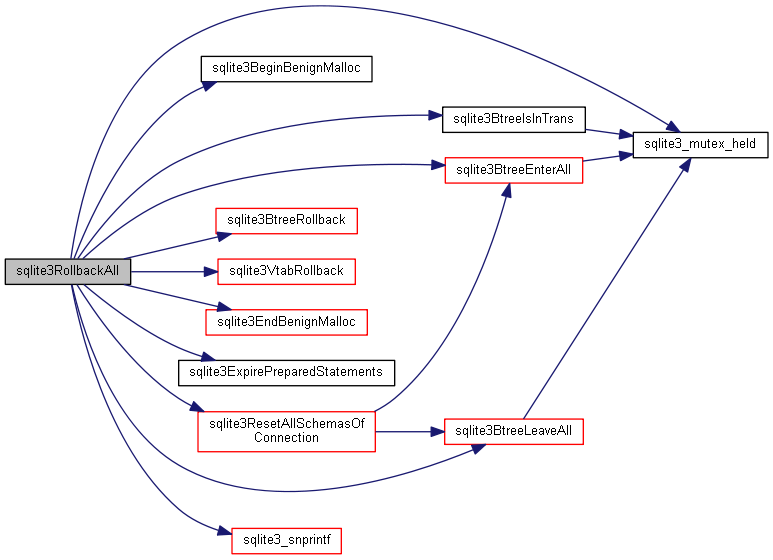 sqlite3BeginBenignMalloc
sqlite3BtreeIsInTrans
sqlite3_mutex_held
sqlite3BtreeEnterAll
sqlite3BtreeRollback
sqlite3RollbackAll
sqlite3VtabRollback
sqlite3EndBenignMalloc
sqlite3ExpirePreparedStatements
sqlite3ResetAllSchemasOf
Connection
sqlite3BtreeLeaveAll
sqlite3_snprintf